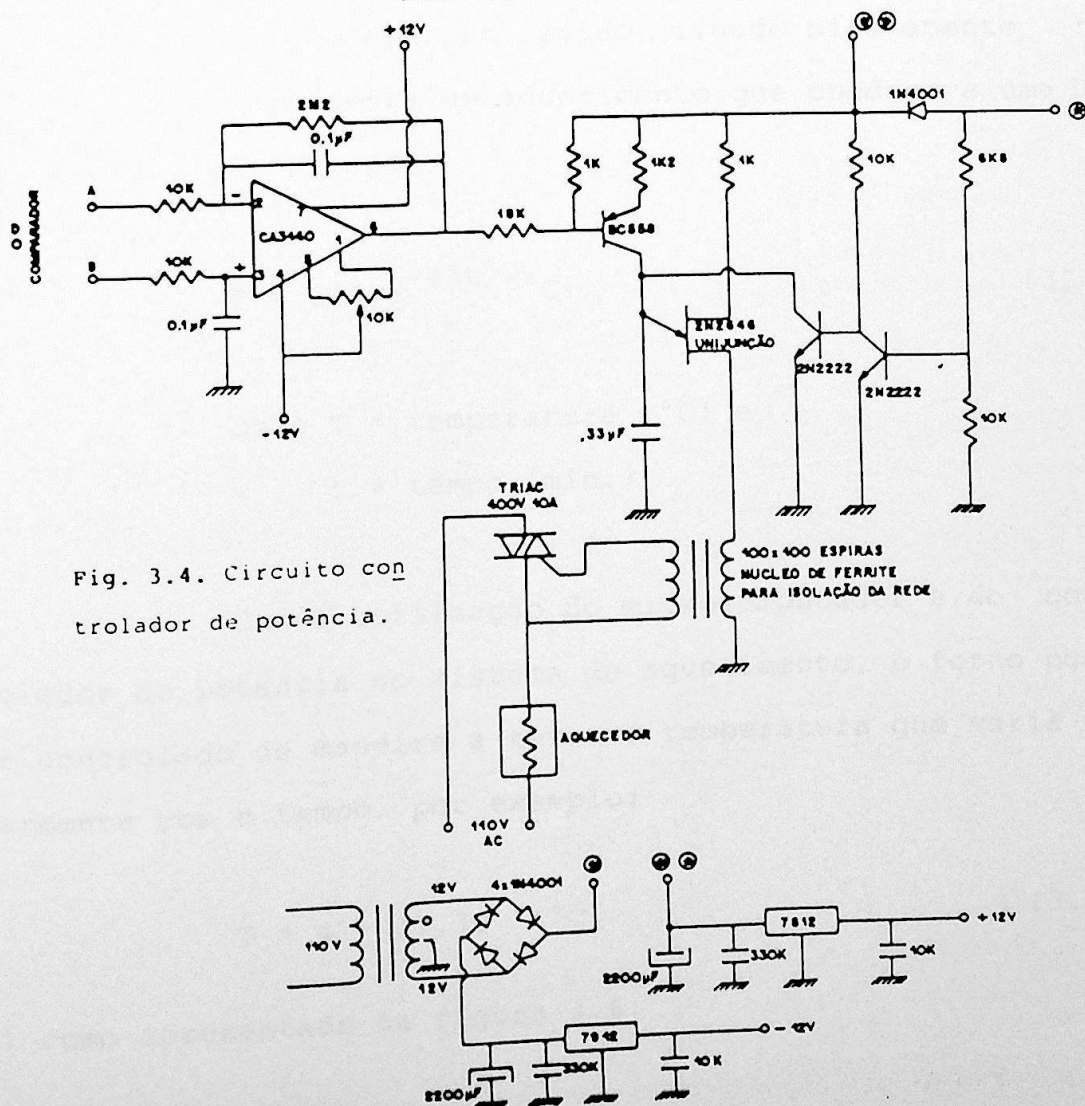 +12V
1N4001
2M2
0.1µF
10K
A
2
7
6
CA3140
3
4
5
1
COMPARADOR
B
10K
10K
0.1µF
-12V
18K
1K
1K2
1K
10K
6K8
BC558
2N2646
UNIJUNÇÃO
2N2222
2N2222
10K
.33µF
TRIAC
400V 10A
100x100 ESPIRAS
NUCLEO DE FERRITE
PARA ISOLAÇÃO DA REDE
Fig. 3.4. Circuito con
trolador de potência.
AQUECEDOR
110V
AC
12V
4x1N4001
110V
12V
7812
+12V
2200µF
330K
10K
7912
-12V
2200µF
330K
10K